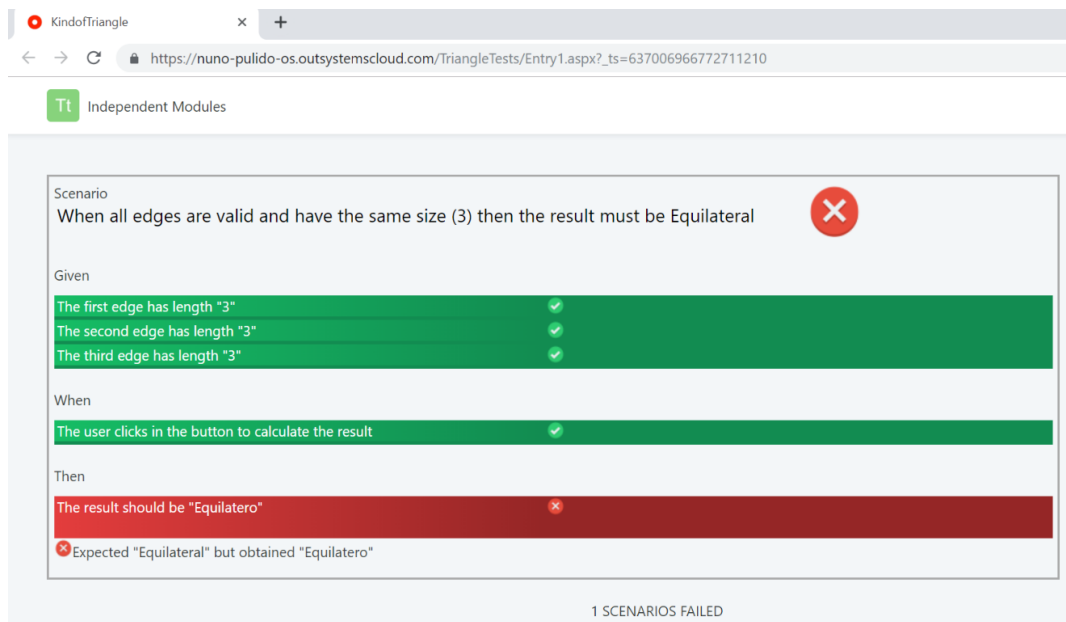 KindofTriangle
https://nuno-pulido-os.outsystemscloud.com/TriangleTests/Entry1.aspx?_ts=637006966772711210
Tt Independent Modules
Scenario
When all edges are valid and have the same size (3) then the result must be Equilateral
Given
The first edge has length "3"
The second edge has length "3"
The third edge has length "3"
When
The user clicks in the button to calculate the result
Then
The result should be "Equilatero"
Expected "Equilateral" but obtained "Equilatero"
1 SCENARIOS FAILED